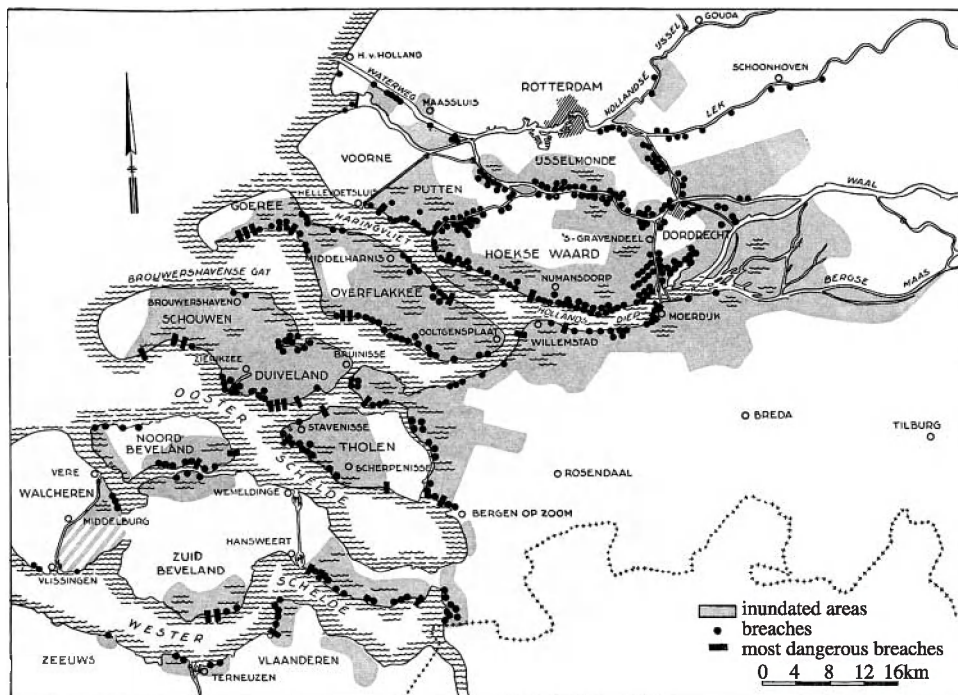 GOUDA
IJSSEL
HOLLANDSE
H. v. HOLLANG
WATERWEG
MAASSLUIS
ROTTERDAM
SCHOONHOVEN
LEK
VOORNE
IJSSELMONDE
PUTTEN
HELLEVOETSLUIS
WAAL
GOEREE
HARINGVLIET
'S-GRAVENDEEL
DORDRECHT
MIDDELHARNIS
HOEKSE WAARD
BROUWERSHAVENSE GAT
NUMANSDORP
BERGSE
MAAS
OVERFLAKKEE
BROUWERSHAVEN
HOLLANDS DIEP
MOERDIJK
SCHOUWEN
OOLTGENSPLAAT
WILLEMSTAD
ZIERIKZEE
BRUINISSE
DUIVELAND
OOSTER
SCHELDE
BREDA
TILBURG
STAVENISSE
NOORD
BEVELAND
THOLEN
SCHERPENISSE
ROSENDAAL
VERE
WALCHEREN
WEMELDINGE
BERGEN OP ZOOM
MIDDELBURG
HANSWEERT
ZUID
BEVELAND
VLISSINGEN
SCHELDE
WESTER
ZEEUWS
VLAANDEREN
TERNEUZEN
inundated areas
breaches
most dangerous breaches
0 4 8 12 16km